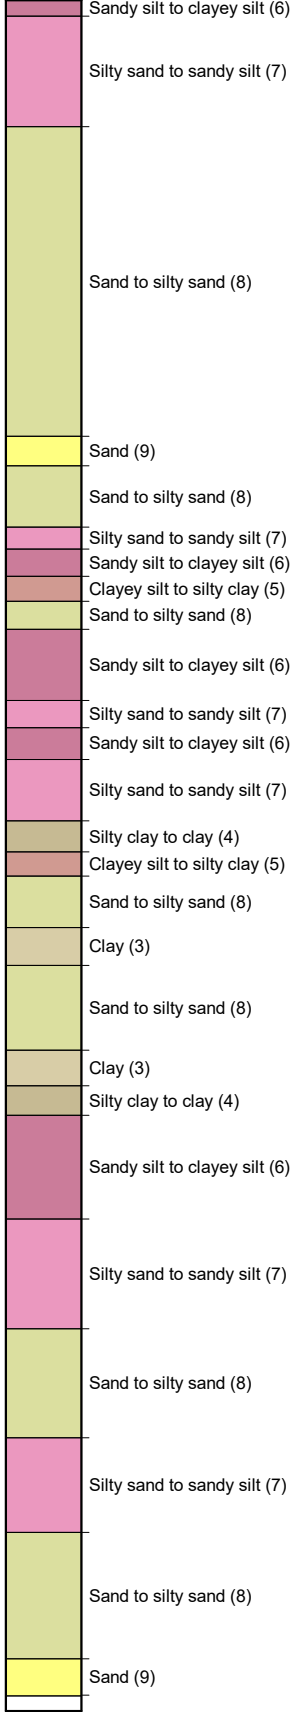 Sandy silt to clayey silt (6)
Silty sand to sandy silt (7)
Sand to silty sand (8)
Sand (9)
Sand to silty sand (8)
Silty sand to sandy silt (7)
Sandy silt to clayey silt (6)
Clayey silt to silty clay (5)
Sand to silty sand (8)
Sandy silt to clayey silt (6)
Silty sand to sandy silt (7)
Sandy silt to clayey silt (6)
Silty sand to sandy silt (7)
Silty clay to clay (4)
Clayey silt to silty clay (5)
Sand to silty sand (8)
Clay (3)
Sand to silty sand (8)
Clay (3)
Silty clay to clay (4)
Sandy silt to clayey silt (6)
Silty sand to sandy silt (7)
Sand to silty sand (8)
Silty sand to sandy silt (7)
Sand to silty sand (8)
Sand (9)